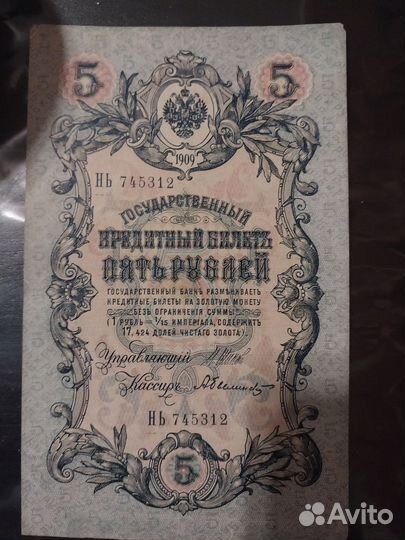 5 5
1909
НЬ 745312
ГОСУДАРСТВЕННЫЙ
КРЕДИТНЫЙ БИЛЕТЪ
ПЯТЬ РУБЛЕЙ
ГОСУДАРСТВЕННЫЙ БАНКЪ РАЗМѢНИВАЕТЪ
КРЕДИТНЫЕ БИЛЕТЫ НА ЗОЛОТУЮ МОНЕТУ
БЕЗЪ ОГРАНИЧЕНІЯ СУММЫ
(1 РУБЛЬ = 1/15 ИМПЕРІАЛА, СОДЕРЖИТЪ
17,424 ДОЛЕЙ ЧИСТАГО ЗОЛОТА).
Управляющій
Кассиръ
НЬ 745312
5
Avito